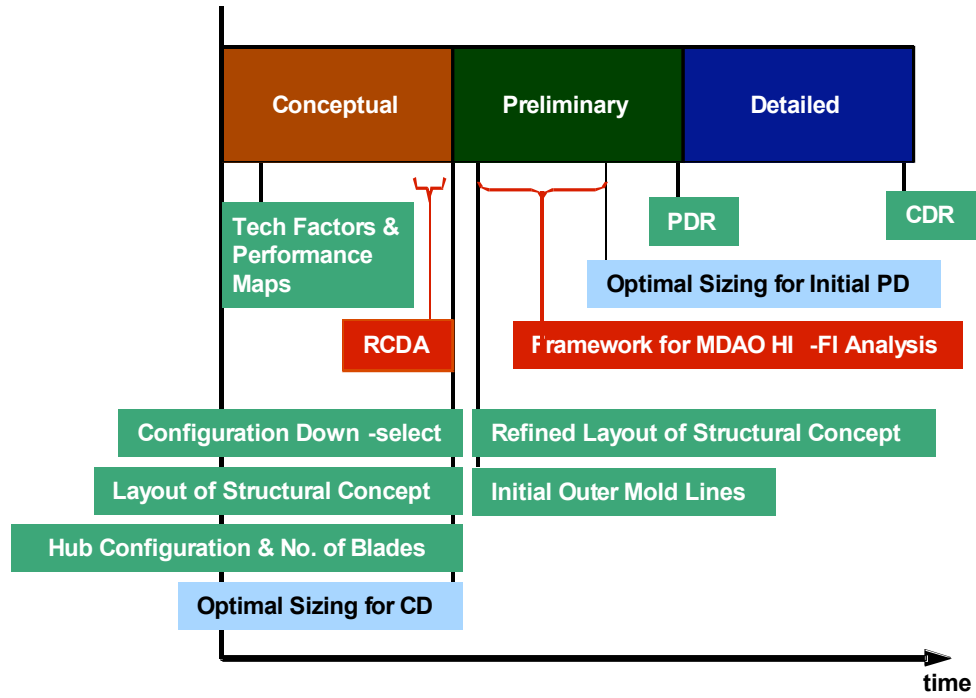 Conceptual
Preliminary
Detailed
Tech Factors &
Performance
Maps
PDR
CDR
Optimal Sizing for Initial PD
RCDA
Framework for MDAO HI -FI Analysis
Configuration Down -select
Refined Layout of Structural Concept
Layout of Structural Concept
Initial Outer Mold Lines
Hub Configuration & No. of Blades
Optimal Sizing for CD
time